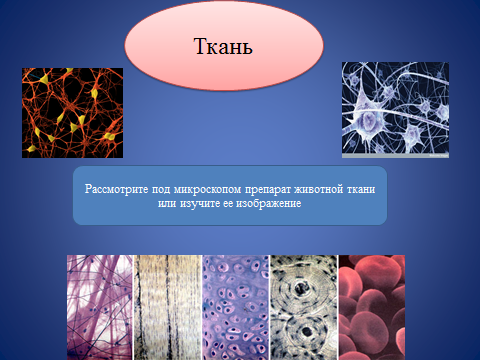 Ткань
Рассмотрите под микроскопом препарат животной ткани
или изучите ее изображение